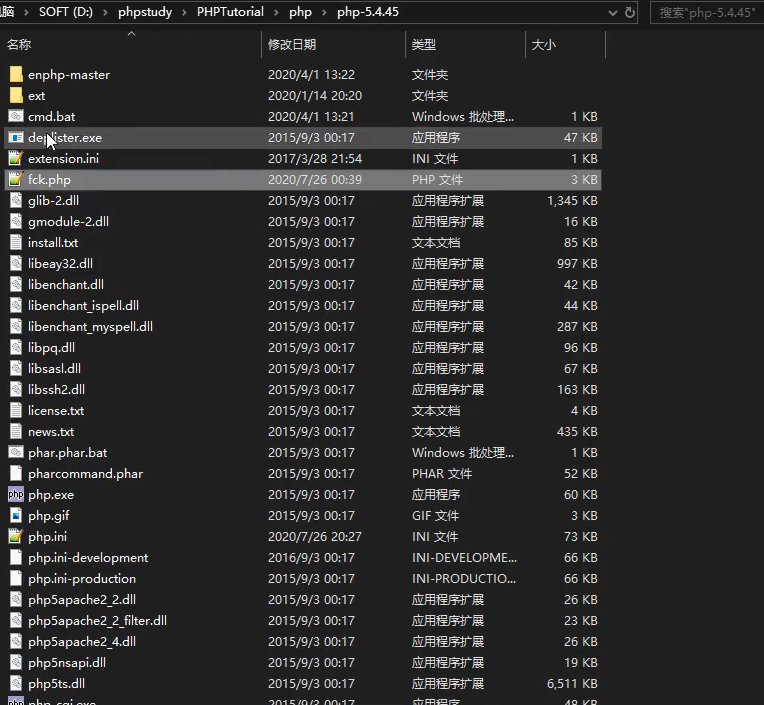 脑 › SOFT (D:) › phpstudy › PHPTutorial › php › php-5.4.45 搜索"php-5.4.45"
名称 修改日期 类型 大小
enphp-master 2020/4/1 13:22 文件夹
ext 2020/1/14 20:20 文件夹
cmd.bat 2020/4/1 13:21 Windows 批处理... 1 KB
deplister.exe 2015/9/3 00:17 应用程序 47 KB
extension.ini 2017/3/28 21:54 INI 文件 1 KB
fck.php 2020/7/26 00:39 PHP 文件 3 KB
glib-2.dll 2015/9/3 00:17 应用程序扩展 1,345 KB
gmodule-2.dll 2015/9/3 00:17 应用程序扩展 16 KB
install.txt 2015/9/3 00:17 文本文档 85 KB
libeay32.dll 2015/9/3 00:17 应用程序扩展 997 KB
libenchant.dll 2015/9/3 00:17 应用程序扩展 42 KB
libenchant_ispell.dll 2015/9/3 00:17 应用程序扩展 44 KB
libenchant_myspell.dll 2015/9/3 00:17 应用程序扩展 287 KB
libpq.dll 2015/9/3 00:17 应用程序扩展 96 KB
libsasl.dll 2015/9/3 00:17 应用程序扩展 67 KB
libssh2.dll 2015/9/3 00:17 应用程序扩展 163 KB
license.txt 2015/9/3 00:17 文本文档 4 KB
news.txt 2015/9/3 00:17 文本文档 435 KB
phar.phar.bat 2015/9/3 00:17 Windows 批处理... 1 KB
pharcommand.phar 2015/9/3 00:17 PHAR 文件 52 KB
php php.exe 2015/9/3 00:17 应用程序 60 KB
php.gif 2015/9/3 00:17 GIF 文件 3 KB
php.ini 2020/7/26 20:27 INI 文件 73 KB
php.ini-development 2016/9/3 00:17 INI-DEVELOPME... 66 KB
php.ini-production 2015/9/3 00:17 INI-PRODUCTIO... 66 KB
php5apache2_2.dll 2015/9/3 00:17 应用程序扩展 26 KB
php5apache2_2_filter.dll 2015/9/3 00:17 应用程序扩展 23 KB
php5apache2_4.dll 2015/9/3 00:17 应用程序扩展 26 KB
php5nsapi.dll 2015/9/3 00:17 应用程序扩展 19 KB
php5ts.dll 2015/9/3 00:17 应用程序扩展 6,511 KB
php-cgi.exe 2015/9/3 00:17 应用程序 48 KB